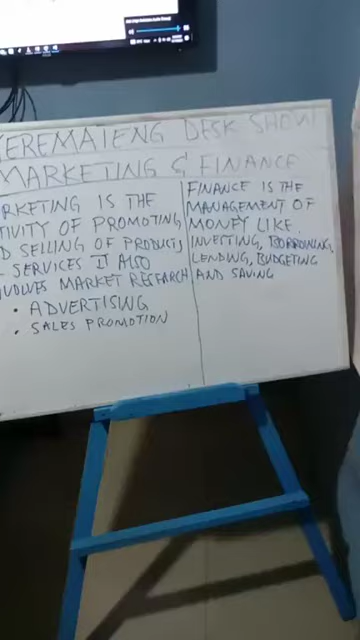 EREMAIENG DESK SHOW
MARKETING & FINANCE
RKETING IS THE
TIVITY OF PROMOTING
D SELLING OF PRODUCTS
SERVICES IT ALSO
VOLVES MARKET RESEARCH
• ADVERTISING
• SALES PROMOTION
FINANCE IS THE
MANAGEMENT OF
MONEY LIKE
INVESTING, BORROWING,
LENDING, BUDGETING
AND SAVING